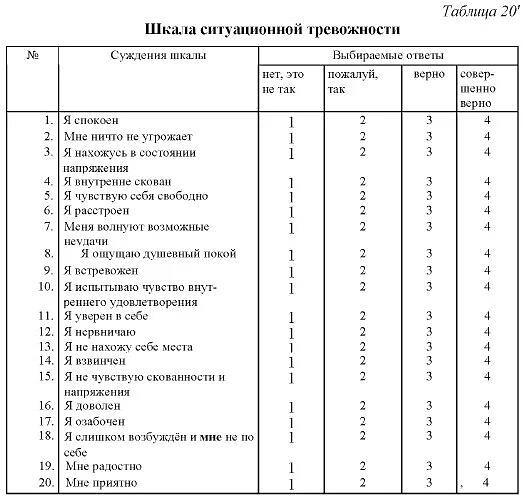 Таблица 20'
Шкала ситуационной тревожности
№ Суждения шкалы Выбираемые ответы
нет, это пожалуй, верно совер-
не так так шенно
верно
1. Я спокоен 1 2 3 4
2. Мне ничто не угрожает 1 2 3 4
3. Я нахожусь в состоянии 1 2 3 4
напряжения
4. Я внутренне скован 1 2 3 4
5. Я чувствую себя свободно 1 2 3 4
6. Я расстроен 1 2 3 4
7. Меня волнуют возможные 1 2 3 4
неудачи
8. Я ощущаю душевный покой 1 2 3 4
9. Я встревожен 1 2 3 4
10. Я испытываю чувство внут- 1 2 3 4
реннего удовлетворения
11. Я уверен в себе 1 2 3 4
12. Я нервничаю 1 2 3 4
13. Я не нахожу себе места 1 2 3 4
14. Я взвинчен 1 2 3 4
15. Я не чувствую скованности и 1 2 3 4
напряжения
16. Я доволен 1 2 3 4
17. Я озабочен 1 2 3 4
18. Я слишком возбуждён и мне не по 1 2 3 4
себе
19. Мне радостно 1 2 3 4
20. Мне приятно 1 2 3 , 4